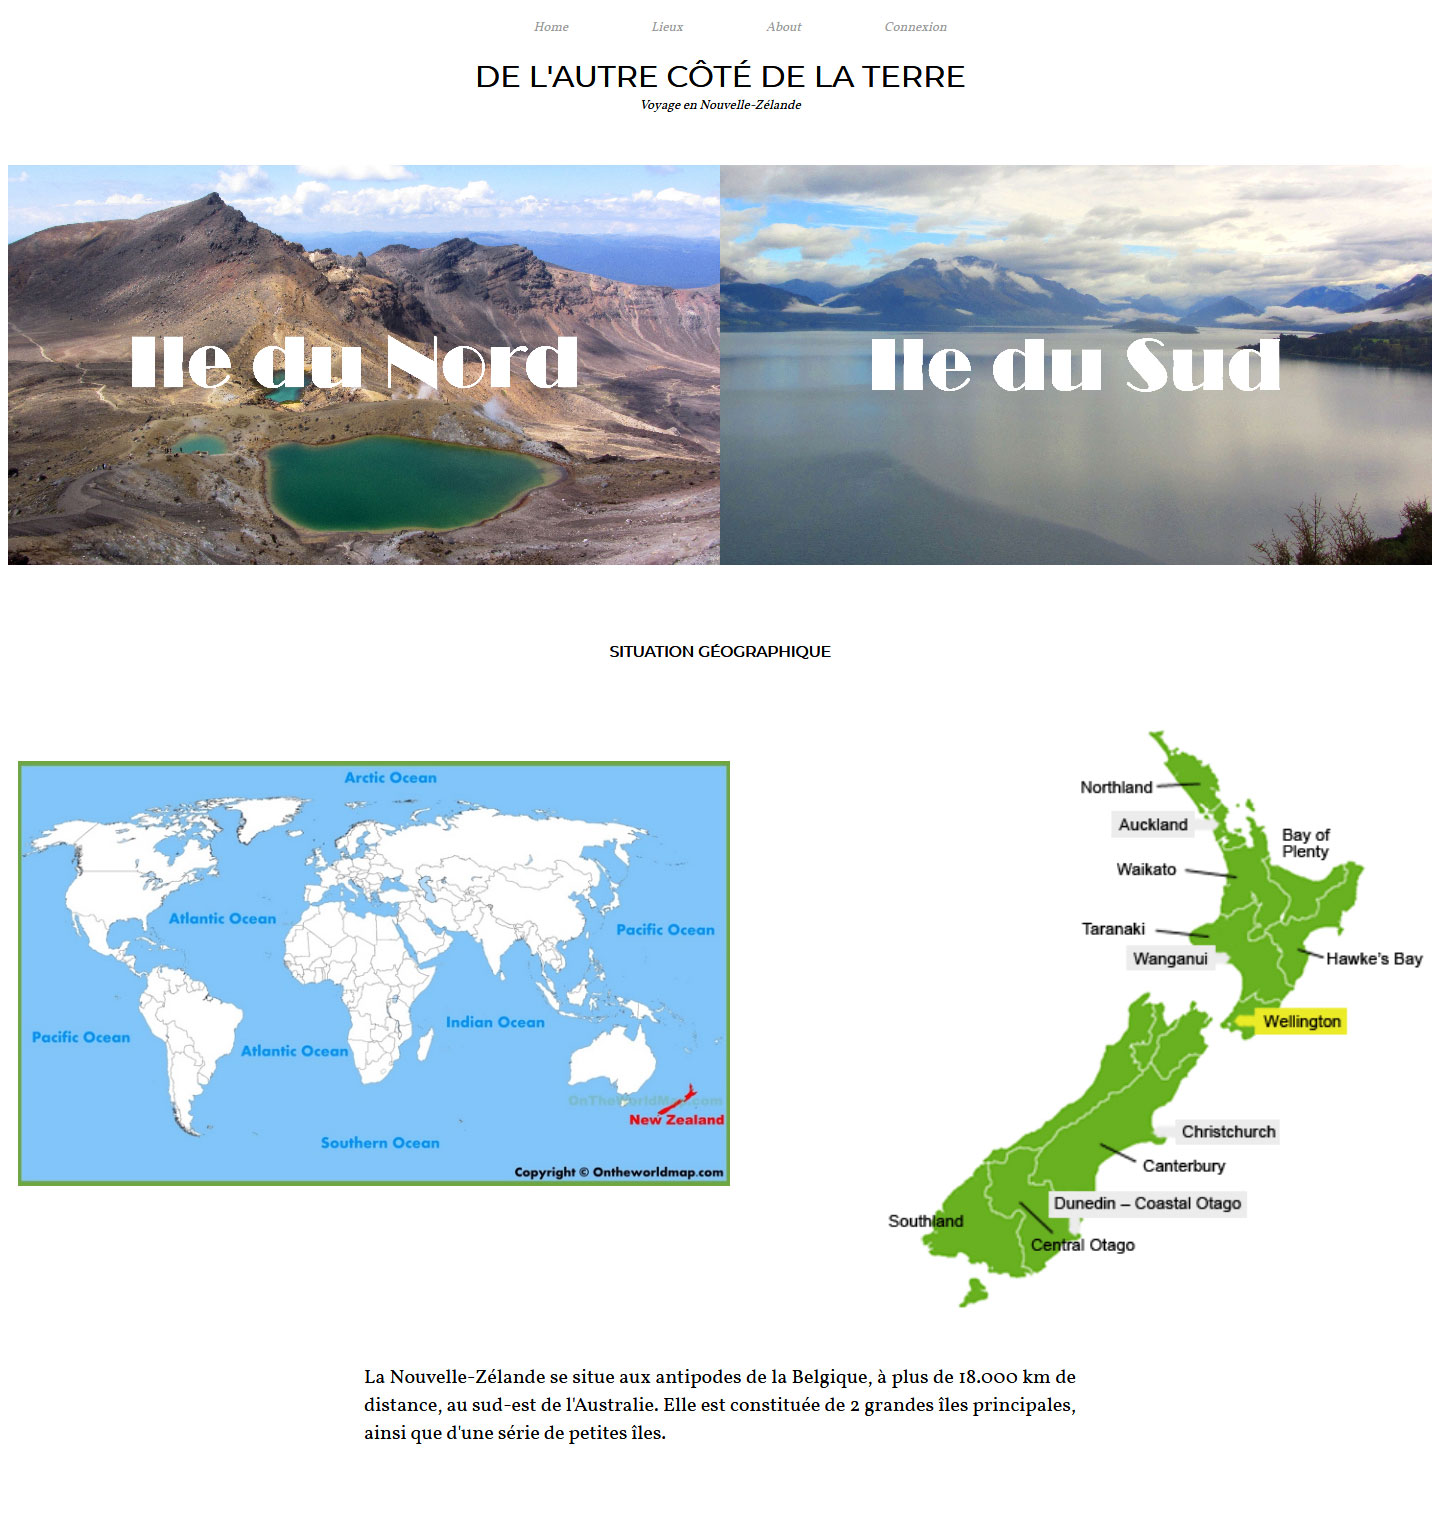 Home Lieux About Connexion
DE L'AUTRE CÔTÉ DE LA TERRE
Voyage en Nouvelle-Zélande
Ile du Nord
Ile du Sud
SITUATION GÉOGRAPHIQUE
Arctic Ocean
Atlantic Ocean
Pacific Ocean
Indian Ocean
Pacific Ocean
Atlantic Ocean
OnTheWorldMap.com
New Zealand
Southern Ocean
Copyright © Ontheworldmap.com
Northland
Auckland
Bay of
Plenty
Waikato
Taranaki
Wanganui
Hawke's Bay
Wellington
Christchurch
Canterbury
Dunedin – Coastal Otago
Southland
Central Otago
La Nouvelle-Zélande se situe aux antipodes de la Belgique, à plus de 18.000 km de
distance, au sud-est de l'Australie. Elle est constituée de 2 grandes îles principales,
ainsi que d'une série de petites îles.